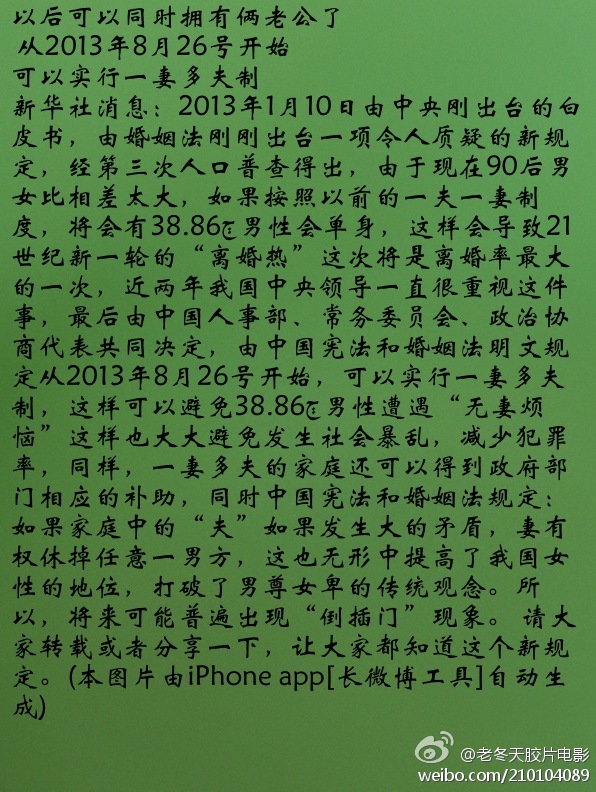 以后可以同时拥有俩老公了
从2013年8月26号开始
可以实行一妻多夫制
新华社消息：2013年1月10日由中央刚出台的白
皮书，由婚姻法刚刚出台一项令人质疑的新规
定，经第三次人口普查得出，由于现在90后男
女比相差太大，如果按照以前的一夫一妻制
度，将会有38.86亿男性会单身，这样会导致21
世纪新一轮的“离婚热”这次将是离婚率最大
的一次，近两年我国中央领导一直很重视这件
事，最后由中国人事部、常务委员会、政治协
商代表共同决定，由中国宪法和婚姻法明文规
定从2013年8月26号开始，可以实行一妻多夫
制，这样可以避免38.86亿男性遭遇“无妻烦
恼”这样也大大避免发生社会暴乱，减少犯罪
率，同样，一妻多夫的家庭还可以得到政府部
门相应的补助，同时中国宪法和婚姻法规定：
如果家庭中的“夫”如果发生大的矛盾，妻有
权休掉任意一男方，这也无形中提高了我国女
性的地位，打破了男尊女卑的传统观念。所
以，将来可能普遍出现“倒插门”现象。 请大
家转载或者分享一下，让大家都知道这个新规
定。(本图片由iPhone app[长微博工具]自动生
成)
@老冬天胶片电影
weibo.com/210104089